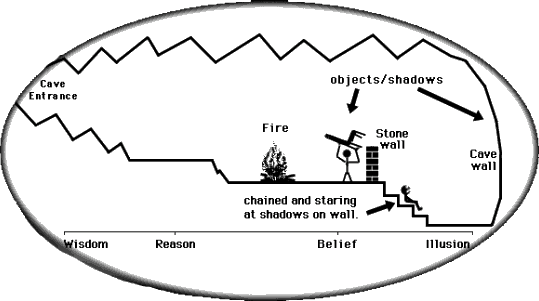 Cave
Entrance
objects/shadows
Fire
Stone
wall
Cave
wall
chained and staring
at shadows on wall.
Wisdom
Reason
Belief
Illusion